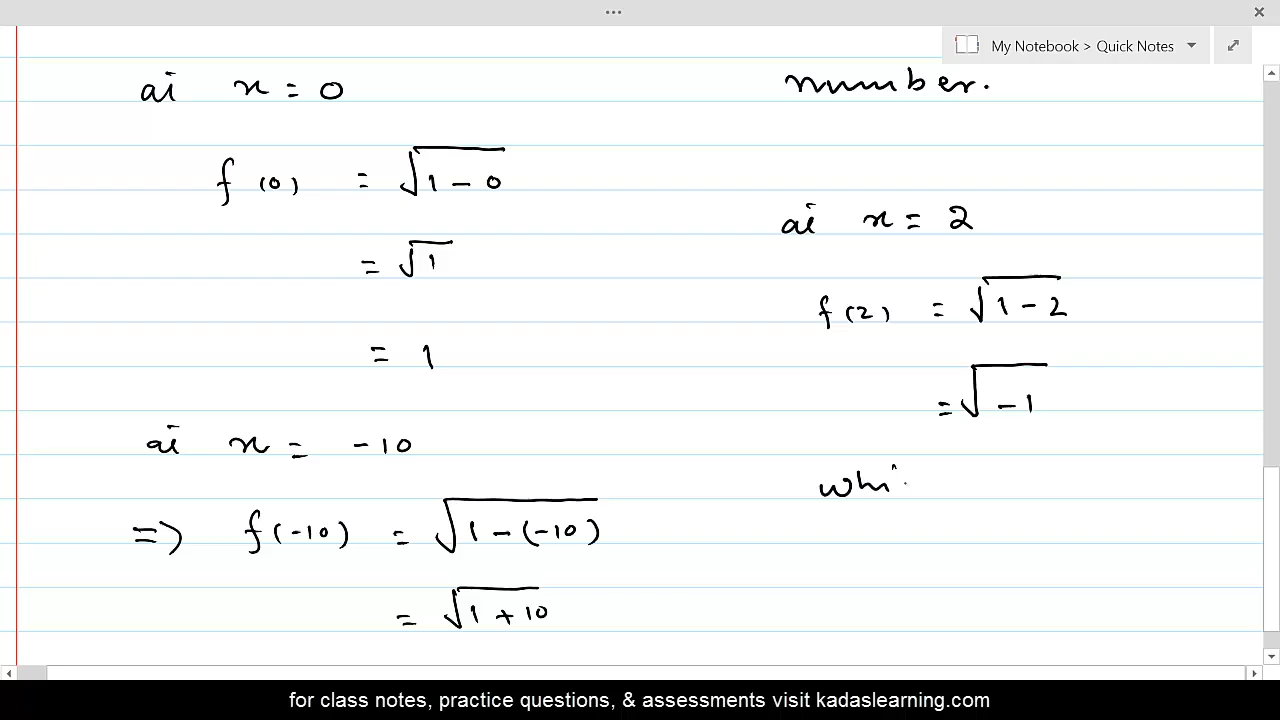 My Notebook > Quick Notes
at x = 0
f(0) = √(1 - 0)
= √1
= 1
at x = -10
=> f(-10) = √(1-(-10))
= √(1+10)
number.
at x = 2
f(2) = √(1-2)
= √-1
whi
for class notes, practice questions, & assessments visit kadaslearning.com